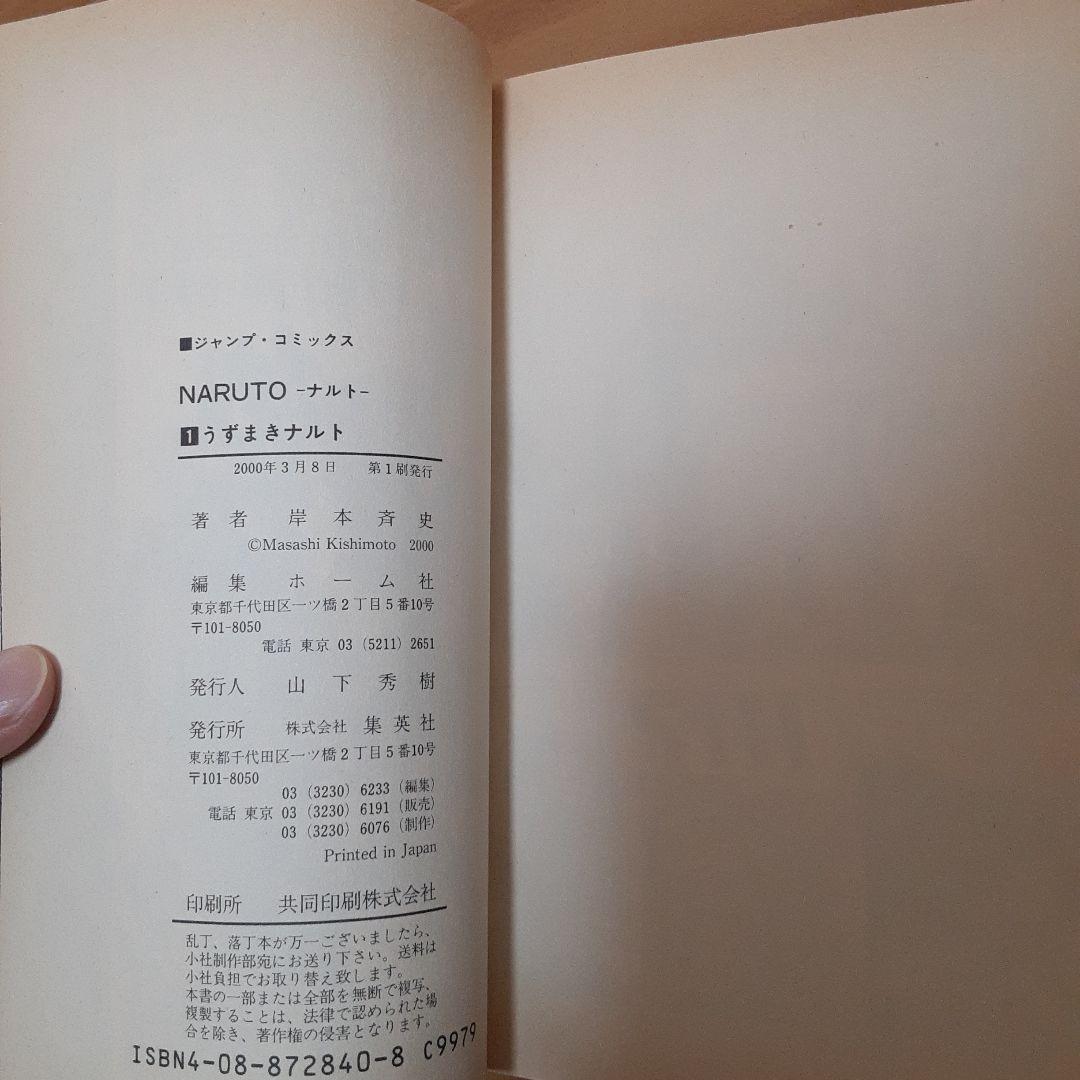 ■ジャンプ・コミックス
NARUTO -ナルト-
1うずまきナルト
2000年3月8日 第1刷発行
著者 岸本斉史
©Masashi Kishimoto 2000
編集 ホーム社
東京都千代田区一ツ橋2丁目5番10号
〒101-8050
電話 東京 03 (5211) 2651
発行人 山下秀樹
発行所 株式会社 集英社
東京都千代田区一ツ橋2丁目5番10号
〒101-8050
03 (3230) 6233 (編集)
電話 東京 03 (3230) 6191 (販売)
03 (3230) 6076 (制作)
Printed in Japan
印刷所 共同印刷株式会社
乱丁、落丁本が万一ございましたら、
小社制作部宛にお送り下さい。送料は
小社負担でお取り替え致します。
本書の一部または全部を無断で複写、
複製することは、法律で認められた場
合を除き、著作権の侵害となります。
ISBN4-08-872840-8 C9979